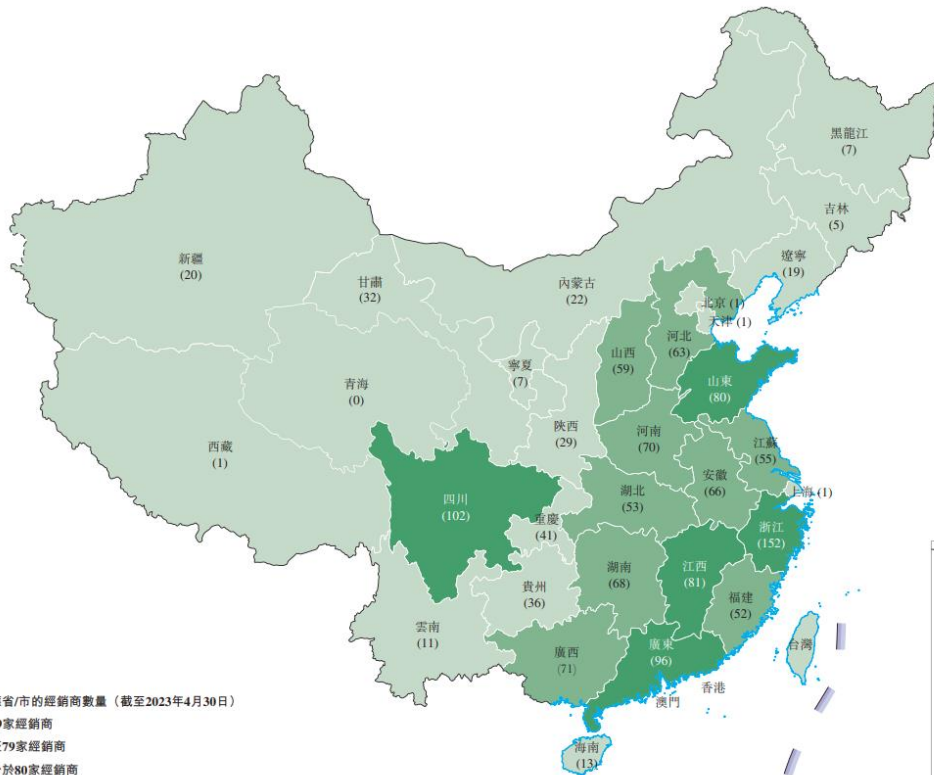 黑龍江
(7)
吉林
(5)
遼寧
(19)
新疆
(20)
甘肅
(32)
內蒙古
(22)
北京 (1)
天津 (1)
河北
(63)
山西
(59)
寧夏
(7)
山東
(80)
青海
(0)
陝西
(29)
河南
(70)
江蘇
(55)
西藏
(1)
安徽
(66)
四川
(102)
湖北
(53)
上海 (1)
重慶
(41)
浙江
(152)
湖南
(68)
江西
(81)
貴州
(36)
福建
(52)
雲南
(11)
廣西
(71)
廣東
(96)
台灣
香港
澳門
海南
(13)
省/市的經銷商數量（截至2023年4月30日）
家經銷商
79家經銷商
於80家經銷商